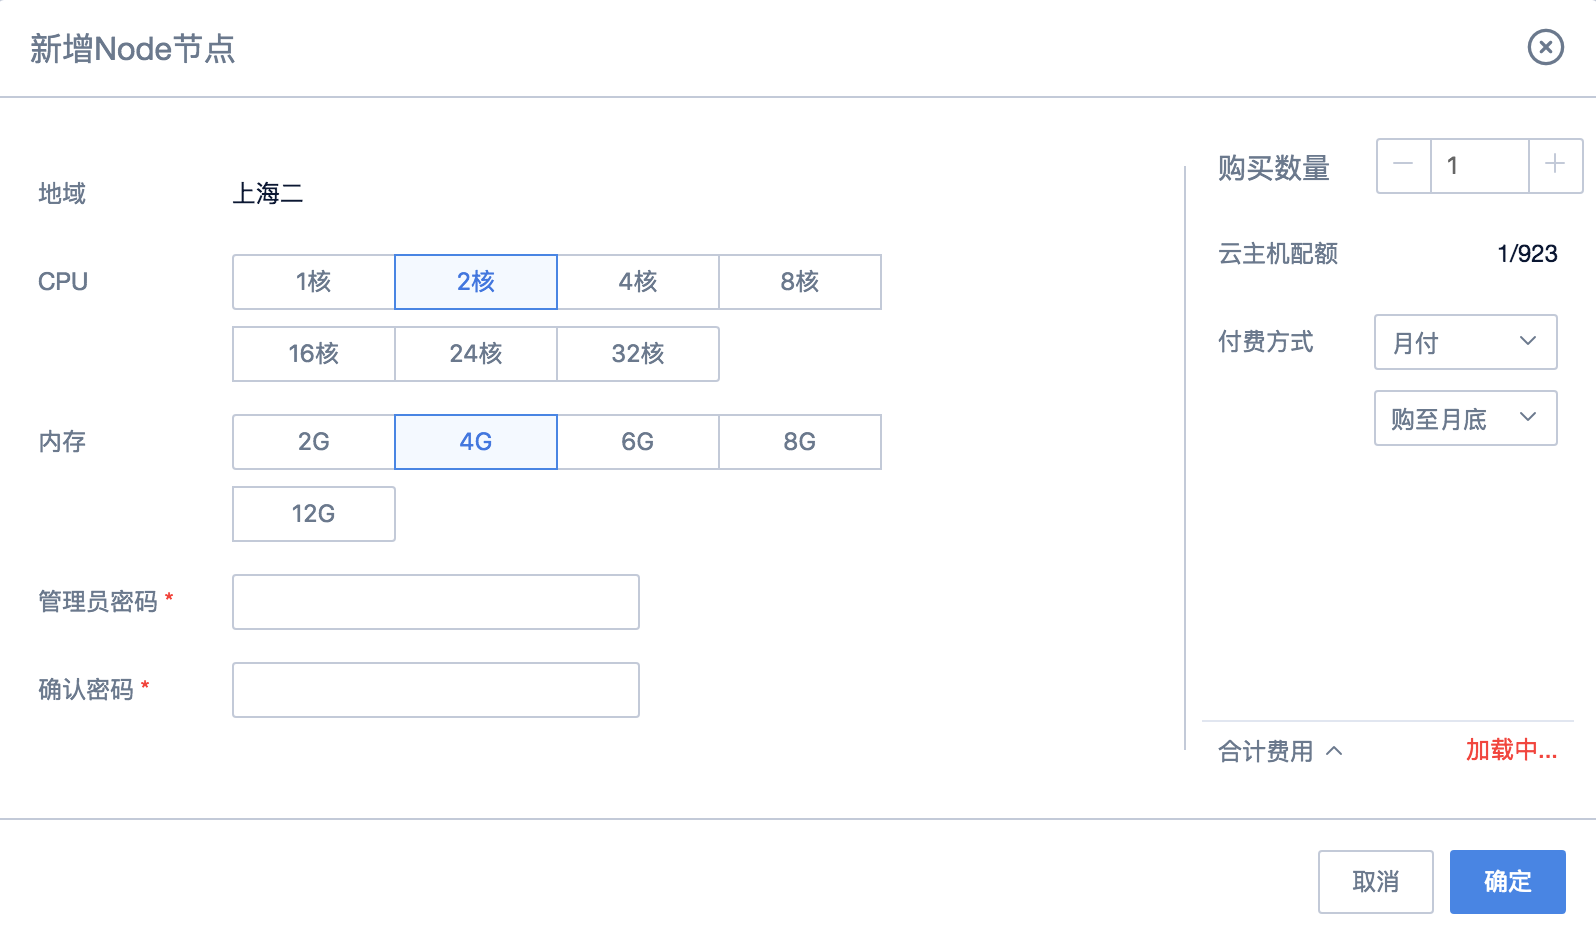 新增Node节点
地域 上海二
CPU 1核 2核 4核 8核
16核 24核 32核
内存 2G 4G 6G 8G
12G
管理员密码 *
确认密码 *
购买数量 1
云主机配额 1/923
付费方式 月付
购至月底
合计费用 加载中...
取消 确定